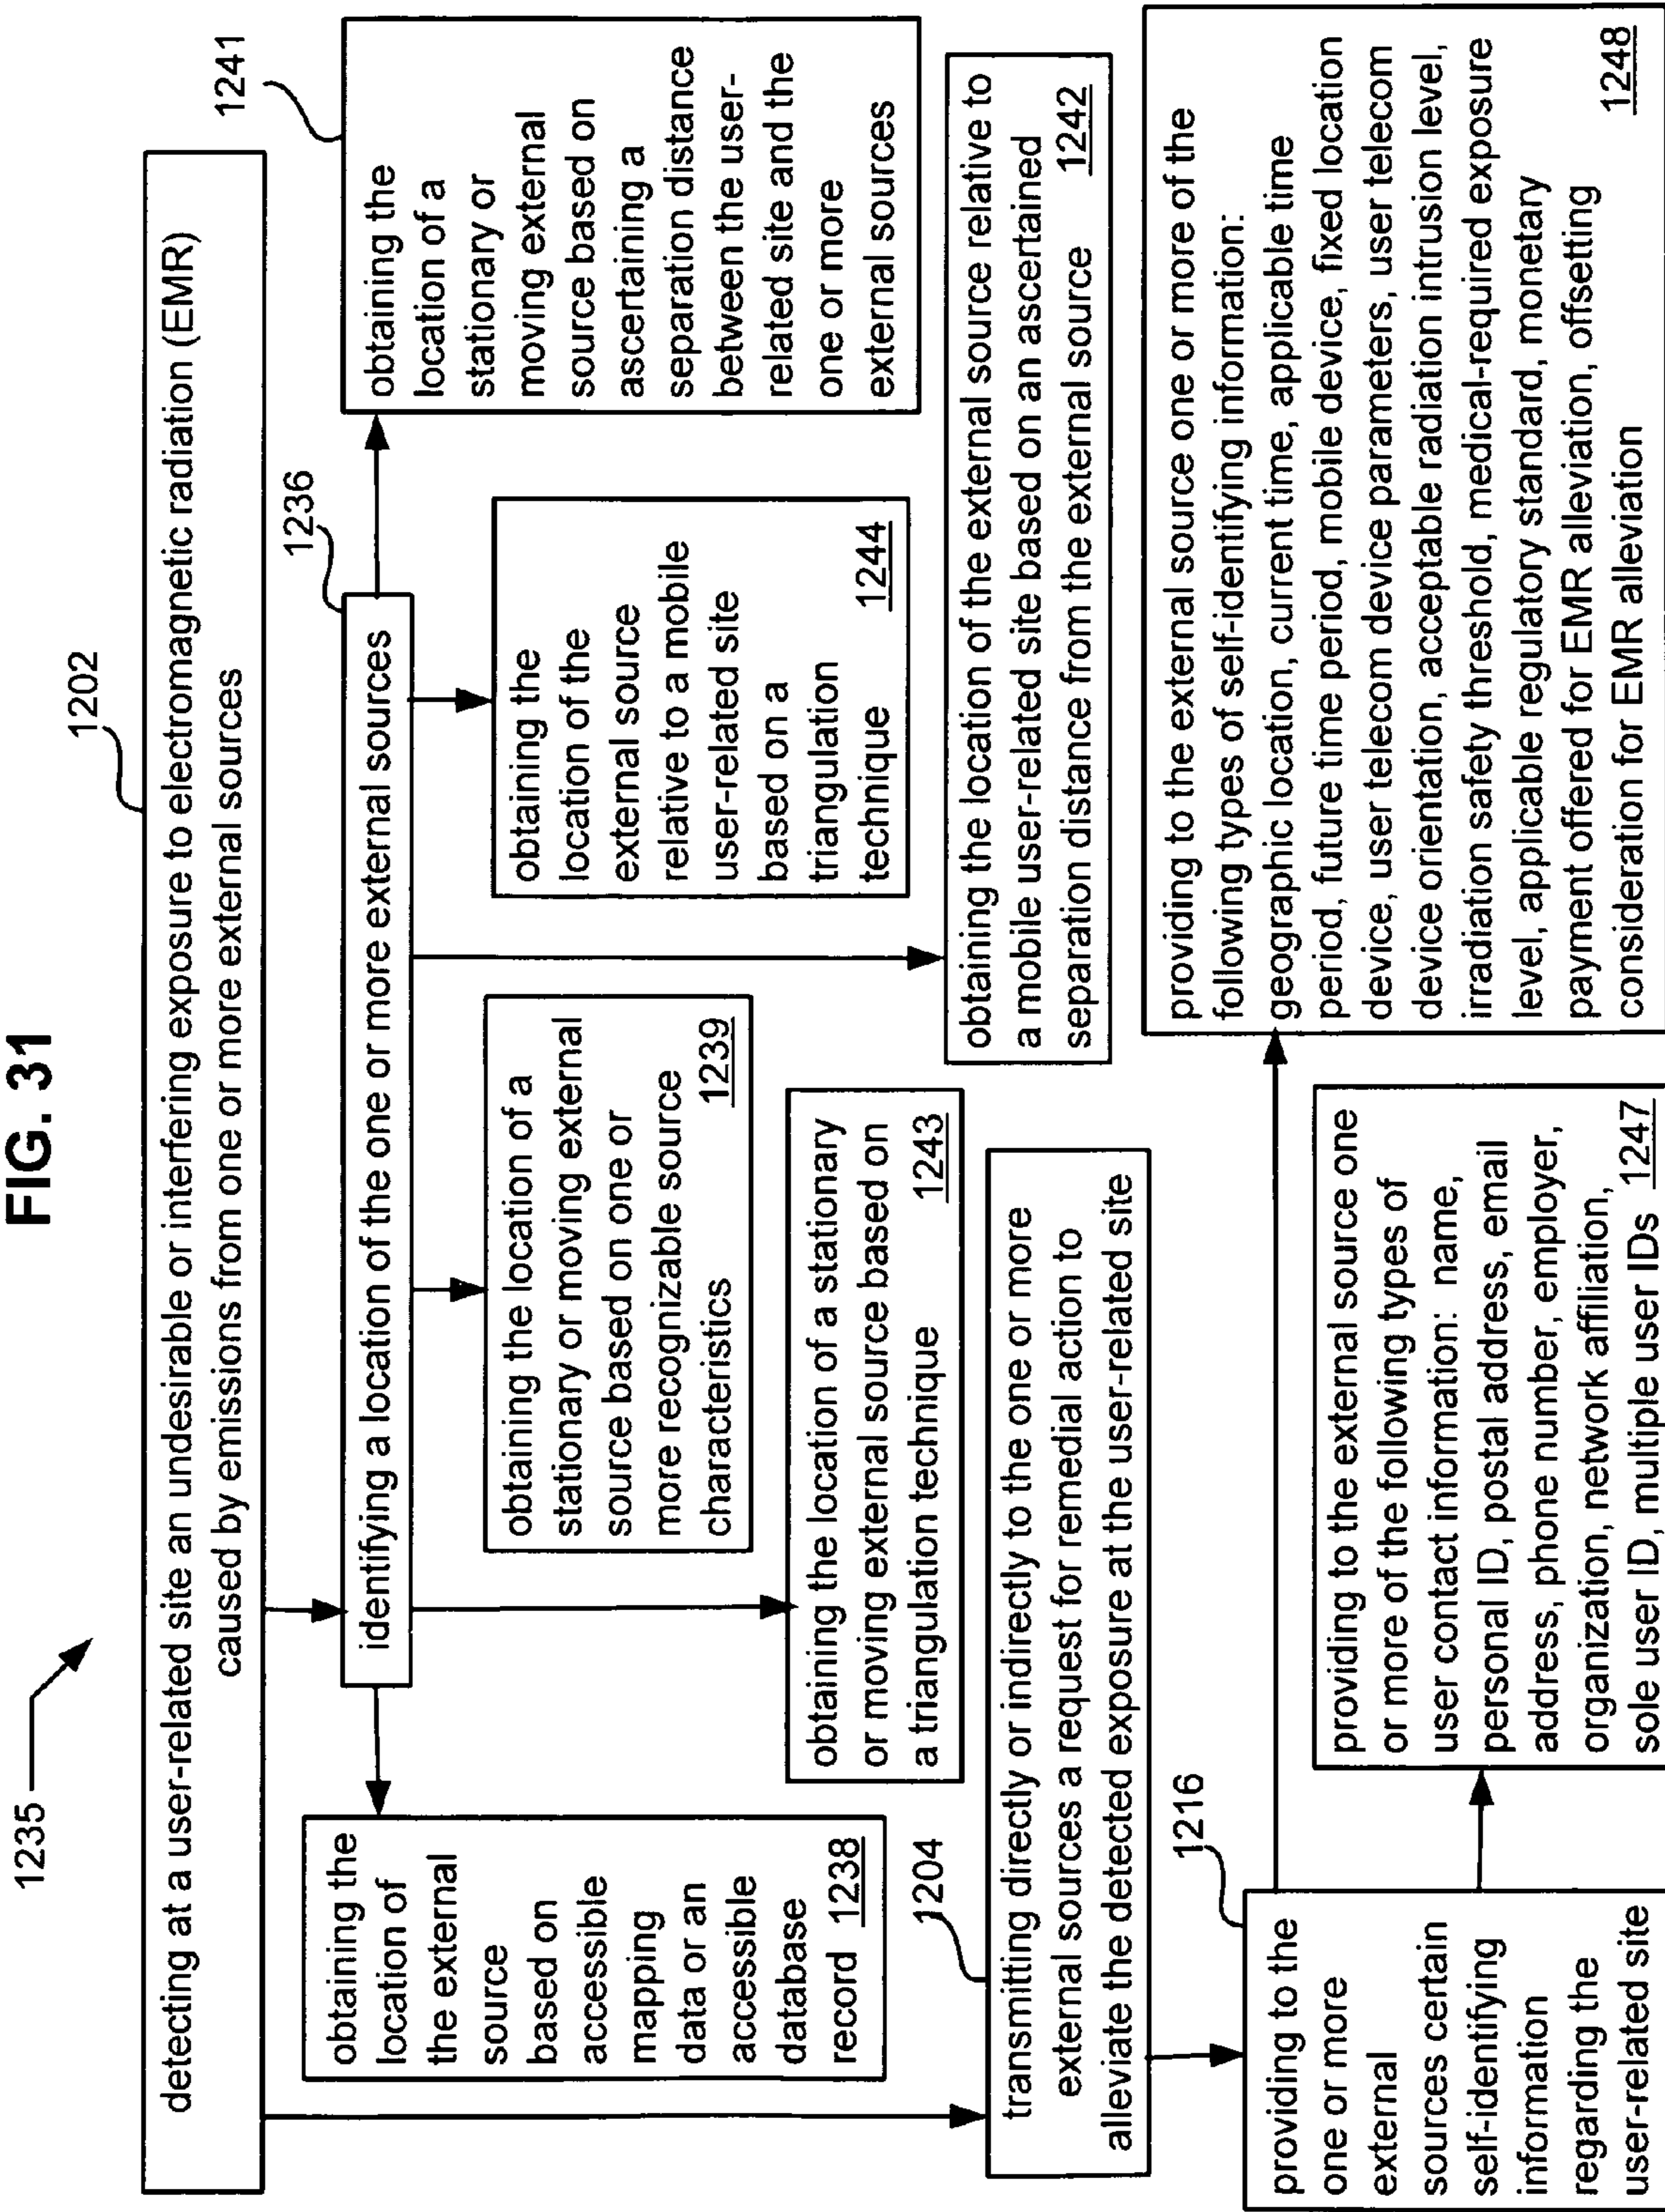 FIG. 31
1235
1202
detecting at a user-related site an undesirable or interfering exposure to electromagnetic radiation (EMR)
caused by emissions from one or more external sources
1236
identifying a location of the one or more external sources
1241
obtaining the
location of a
stationary or
moving external
source based on
ascertaining a
separation distance
between the user-
related site and the
one or more
external sources
obtaining the
location of
the external
source
based on
accessible
mapping
data or an
accessible
database
record 1238
obtaining the location of a
stationary or moving external
source based on one or
more recognizable source
characteristics 1239
obtaining the
location of the
external source
relative to a mobile
user-related site
based on a
triangulation
technique 1244
obtaining the location of a stationary
or moving external source based on
a triangulation technique 1243
obtaining the location of the external source relative to
a mobile user-related site based on an ascertained
separation distance from the external source 1242
1204
transmitting directly or indirectly to the one or more
external sources a request for remedial action to
alleviate the detected exposure at the user-related site
1216
providing to the
one or more
external
sources certain
self-identifying
information
regarding the
user-related site
providing to the external source one
or more of the following types of
user contact information: name,
personal ID, postal address, email
address, phone number, employer,
organization, network affiliation,
sole user ID, multiple user IDs 1247
providing to the external source one or more of the
following types of self-identifying information:
geographic location, current time, applicable time
period, future time period, mobile device, fixed location
device, user telecom device parameters, user telecom
device orientation, acceptable radiation intrusion level,
irradiation safety threshold, medical-required exposure
level, applicable regulatory standard, monetary
payment offered for EMR alleviation, offsetting
consideration for EMR alleviation 1248